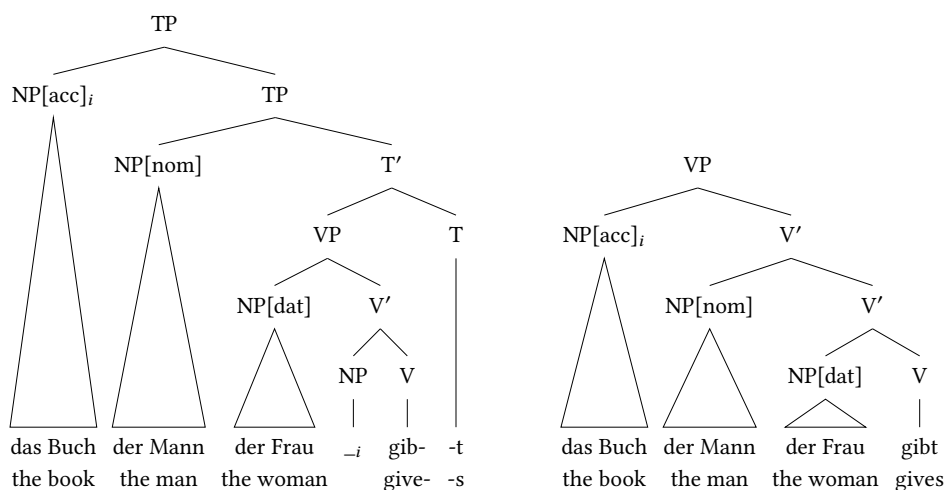 TP
NP[acc]i TP
NP[nom] T′ VP
VP T NP[acc]i V′
NP[dat] V′ NP[nom] V′
NP V NP[dat] V
das Buch der Mann der Frau _i gib- -t das Buch der Mann der Frau gibt
the book the man the woman give- -s the book the man the woman gives